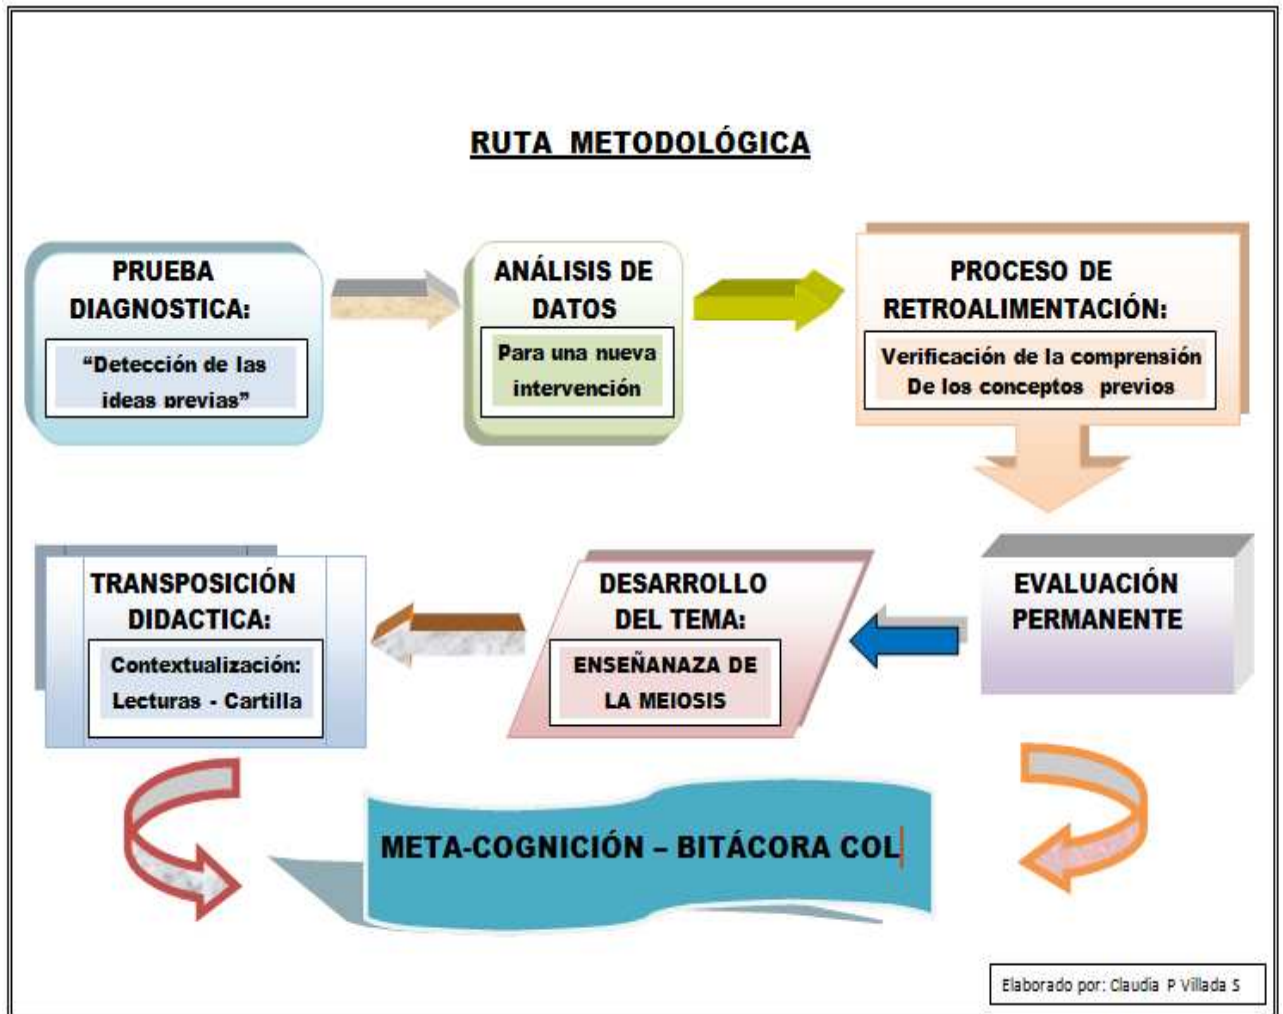 RUTA METODOLÓGICA
PRUEBA
DIAGNOSTICA:
“Detección de las
ideas previas”
ANÁLISIS DE
DATOS
Para una nueva
intervención
PROCESO DE
RETROALIMENTACIÓN:
Verificación de la comprensión
De los conceptos previos
EVALUACIÓN
PERMANENTE
DESARROLLO
DEL TEMA:
ENSEÑANAZA DE
LA MEIOSIS
TRANSPOSICIÓN
DIDACTICA:
Contextualización:
Lecturas - Cartilla
META-COGNICIÓN – BITÁCORA COL
Elaborado por: Claudia P Villada S